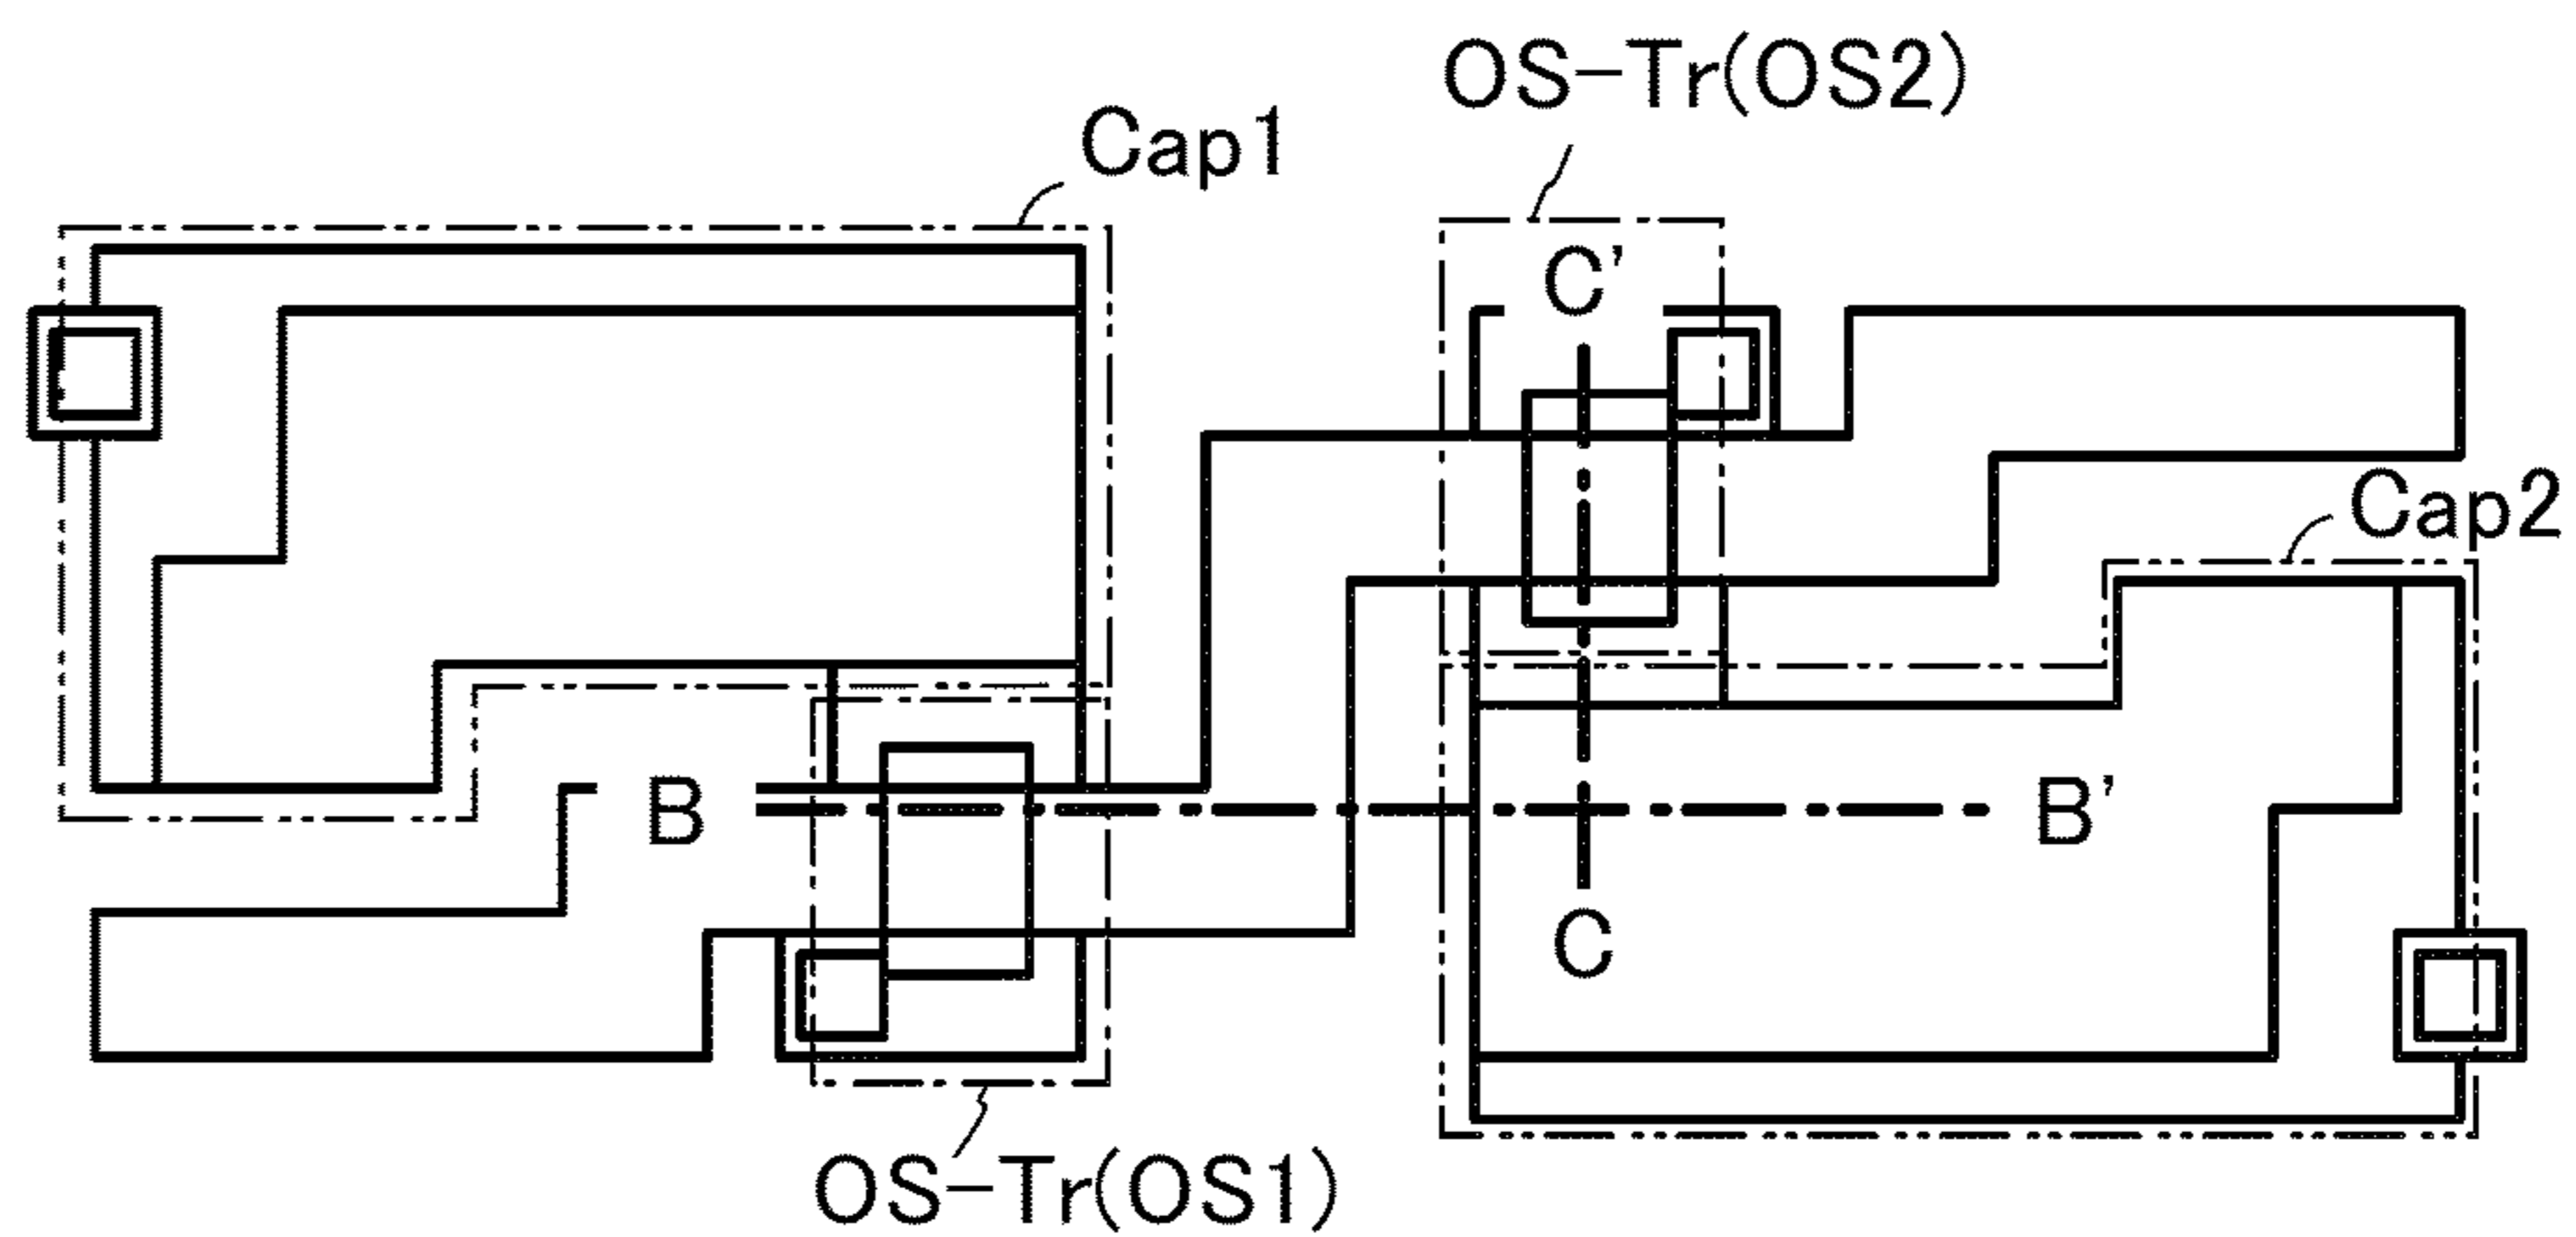 OS-Tr(OS2)
Cap1
C'
Cap2
B
B'
C
OS-Tr(OS1)